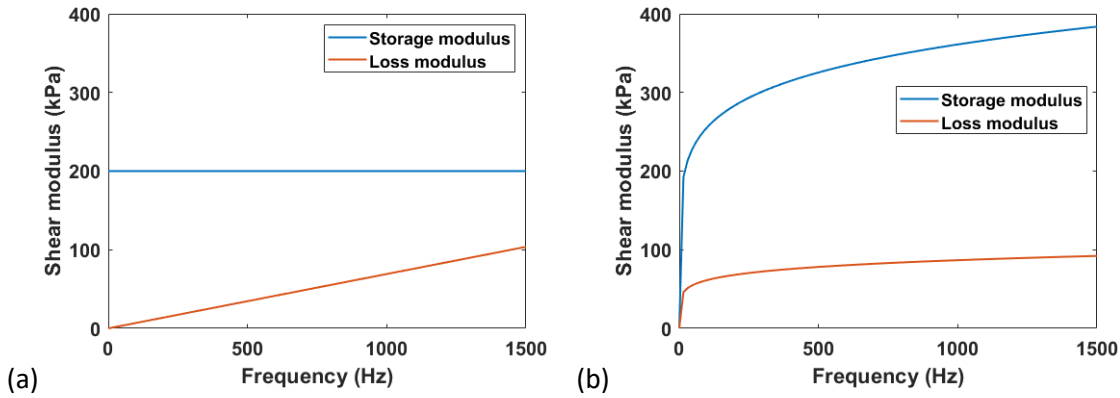 400
300
200
100
0
Shear modulus (kPa)
Storage modulus
Loss modulus
0 500 1000 1500
Frequency (Hz)
(a)
400
300
200
100
0
Shear modulus (kPa)
Storage modulus
Loss modulus
0 500 1000 1500
Frequency (Hz)
(b)